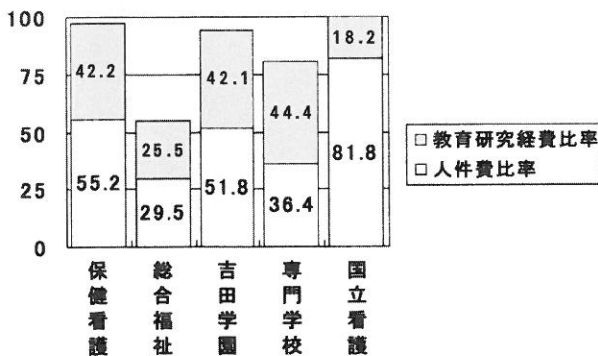 100
75
50
25
0
42.2
55.2
25.5
29.5
42.1
51.8
44.4
36.4
18.2
81.8
教育研究経費比率
人件費比率
保健看護
総合福祉
吉田学園
専門学校
国立看護